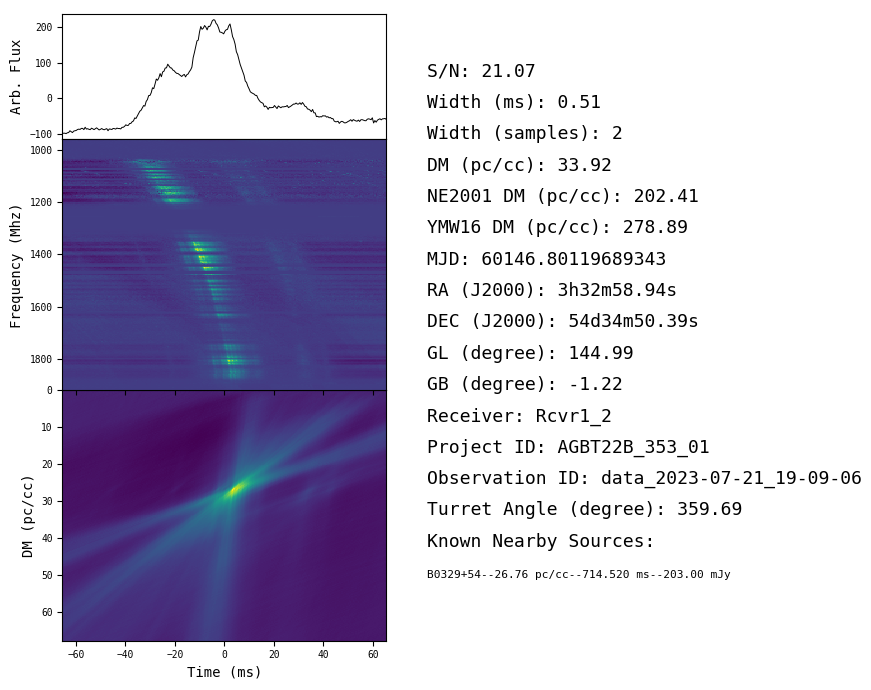 200
100
0
−100
Arb. Flux
1000
1200
1400
1600
1800
Frequency (Mhz)
0
10
20
30
40
50
60
DM (pc/cc)
−60 −40 −20 0 20 40 60
Time (ms)
S/N: 21.07
Width (ms): 0.51
Width (samples): 2
DM (pc/cc): 33.92
NE2001 DM (pc/cc): 202.41
YMW16 DM (pc/cc): 278.89
MJD: 60146.80119689343
RA (J2000): 3h32m58.94s
DEC (J2000): 54d34m50.39s
GL (degree): 144.99
GB (degree): -1.22
Receiver: Rcvr1_2
Project ID: AGBT22B_353_01
Observation ID: data_2023-07-21_19-09-06
Turret Angle (degree): 359.69
Known Nearby Sources:
B0329+54--26.76 pc/cc--714.520 ms--203.00 mJy